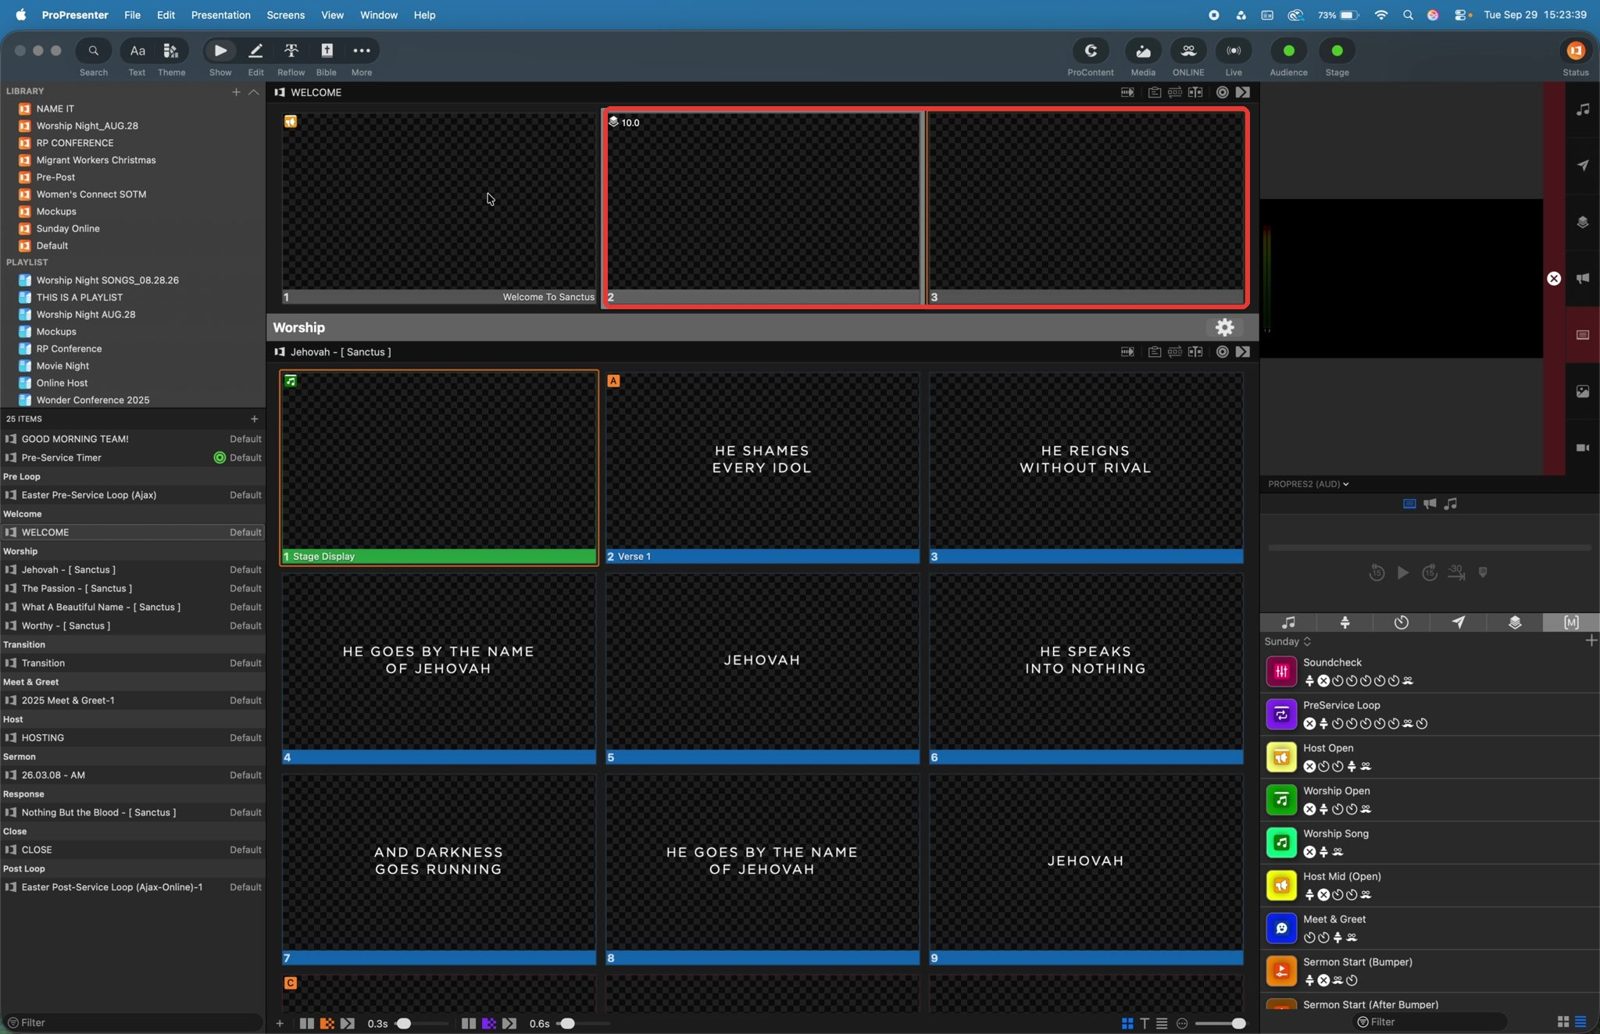 ProPresenter File Edit Presentation Screens View Window Help
73% Tue Sep 29 15:23:39
Search Text Theme Show Edit Reflow Bible More
ProContent Media ONLINE Live Audience Stage Status
LIBRARY
NAME IT
Worship Night_AUG.28
RP CONFERENCE
Migrant Workers Christmas
Pre-Post
Women's Connect SOTM
Mockups
Sunday Online
Default
PLAYLIST
Worship Night SONGS_08.28.26
THIS IS A PLAYLIST
Worship Night AUG.28
Mockups
RP Conference
Movie Night
Online Host
Wonder Conference 2025
25 ITEMS
GOOD MORNING TEAM! Default
Pre-Service Timer Default
Pre Loop
Easter Pre-Service Loop (Ajax) Default
Welcome
WELCOME Default
Worship
Jehovah - [ Sanctus ] Default
The Passion - [ Sanctus ] Default
What A Beautiful Name - [ Sanctus ] Default
Worthy - [ Sanctus ] Default
Transition
Transition Default
Meet & Greet
2025 Meet & Greet-1 Default
Host
HOSTING Default
Sermon
26.03.08 - AM Default
Response
Nothing But the Blood - [ Sanctus ] Default
Close
CLOSE Default
Post Loop
Easter Post-Service Loop (Ajax-Online)-1 Default
Filter
WELCOME
10.0
1 Welcome To Sanctus
2
3
Worship
Jehovah - [ Sanctus ]
1 Stage Display
A
HE SHAMES
EVERY IDOL
2 Verse 1
HE REIGNS
WITHOUT RIVAL
3
HE GOES BY THE NAME
OF JEHOVAH
4
JEHOVAH
5
HE SPEAKS
INTO NOTHING
6
AND DARKNESS
GOES RUNNING
7
HE GOES BY THE NAME
OF JEHOVAH
8
JEHOVAH
9
C
0.3s
0.6s
PROPRES2 (AUD)
15
15
-30
[M]
Sunday
Soundcheck
PreService Loop
Host Open
Worship Open
Worship Song
Host Mid (Open)
Meet & Greet
Sermon Start (Bumper)
Sermon Start (After Bumper)
Filter